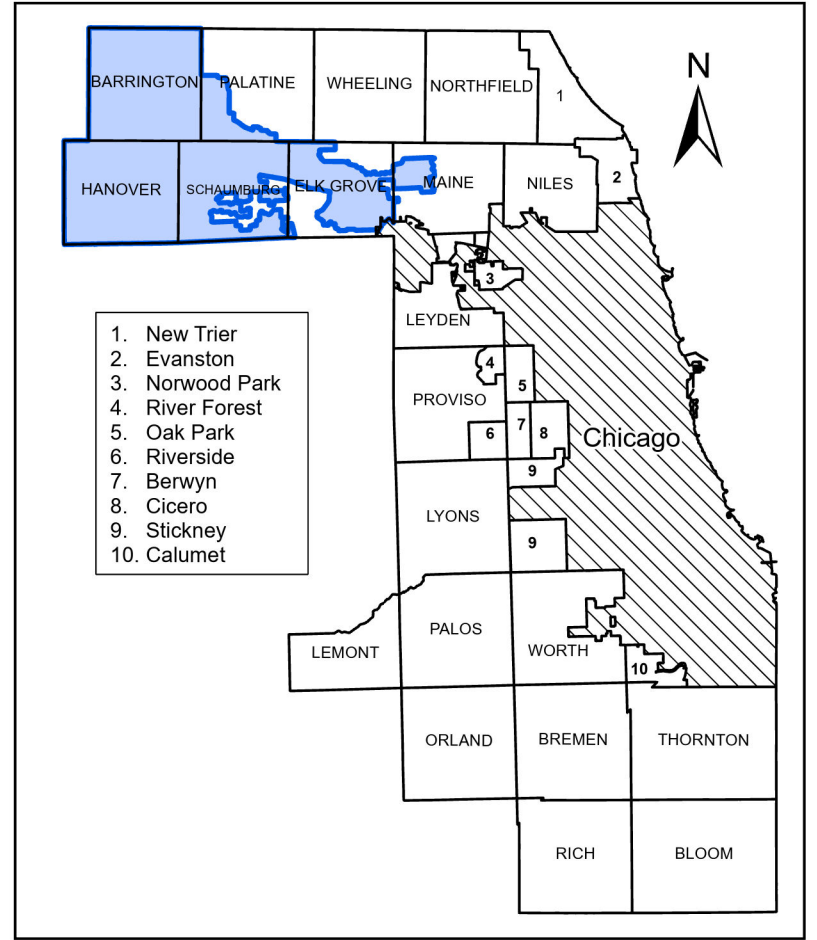 N
BARRINGTON
PALATINE
WHEELING
NORTHFIELD
1
HANOVER
SCHAUMBURG
ELK GROVE
MAINE
NILES
2
3
LEYDEN
1. New Trier
2. Evanston
3. Norwood Park
4. River Forest
5. Oak Park
6. Riverside
7. Berwyn
8. Cicero
9. Stickney
10. Calumet
4
PROVISO
5
6
7
8
Chicago
9
LYONS
9
PALOS
LEMONT
WORTH
10
ORLAND
BREMEN
THORNTON
RICH
BLOOM